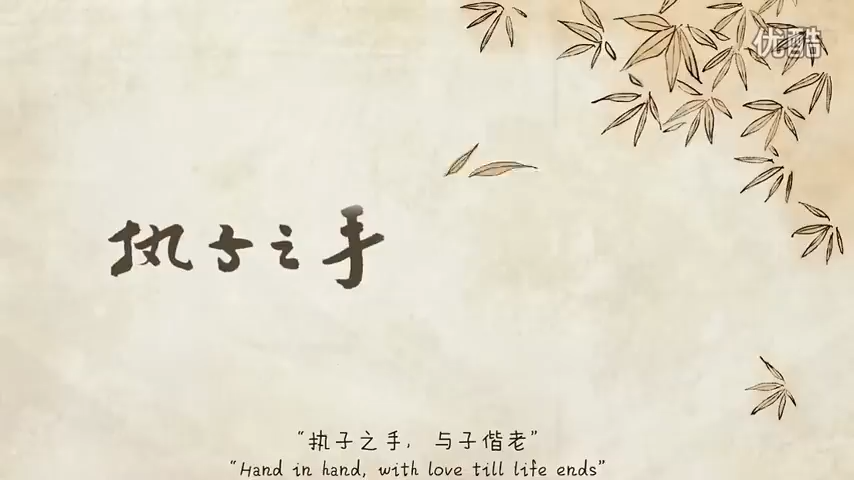 优酷
执子之手
“执子之手，与子偕老”
“Hand in hand, with love till life ends”